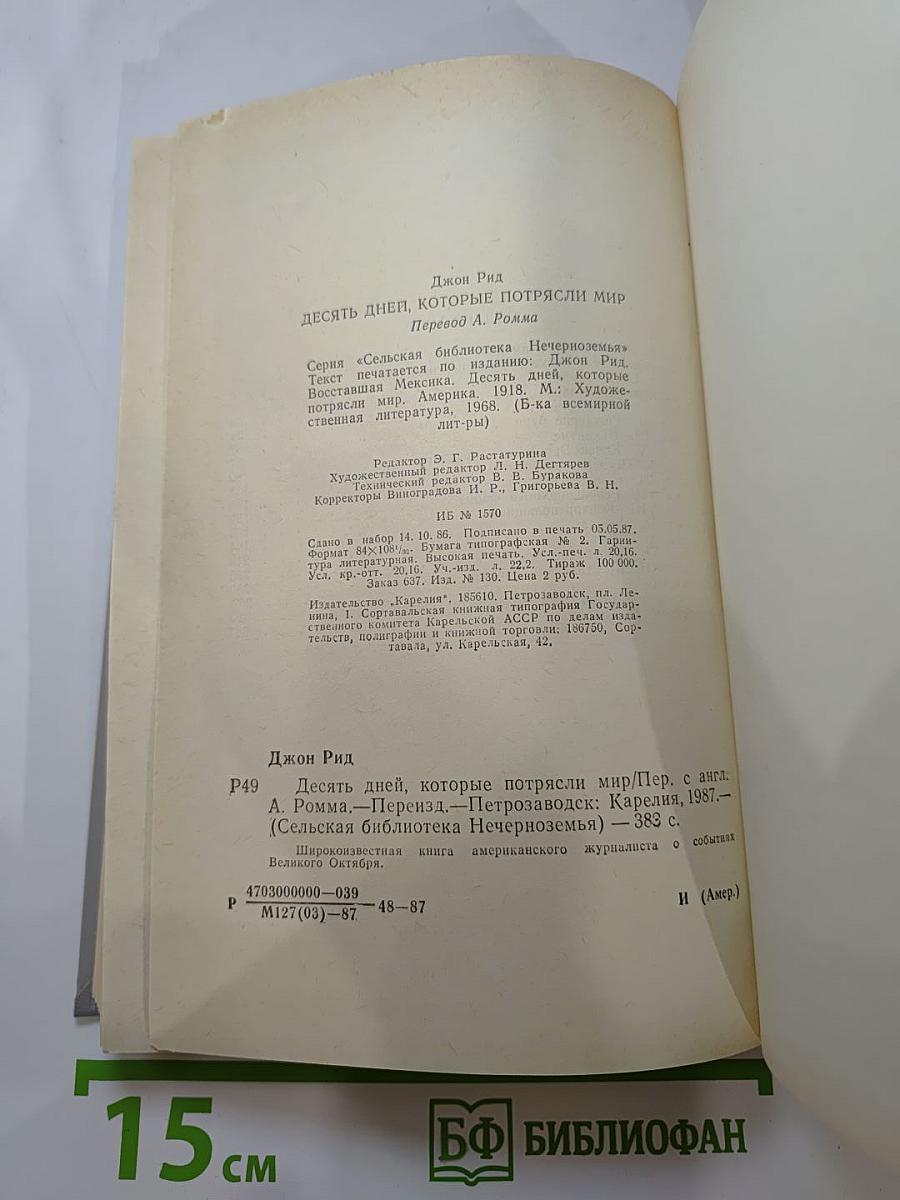 Джон Рид
ДЕСЯТЬ ДНЕЙ, КОТОРЫЕ ПОТРЯСЛИ МИР
Перевод А. Ромма
Серия «Сельская библиотека Нечерноземья»
Текст печатается по изданию: Джон Рид.
Восставшая Мексика. Десять дней, которые
потрясли мир. Америка. 1918. М.: Художе-
ственная литература, 1968. (Б-ка всемирной
лит-ры)
Редактор Э. Г. Растатурина
Художественный редактор Л. Н. Дегтярев
Технический редактор В. В. Буракова
Корректоры Виноградова И. Р., Григорьева В. Н.
ИБ № 1570
Сдано в набор 14. 10. 86. Подписано в печать 05.05.87.
Формат 84×108¹/₃₂. Бумага типографская № 2. Гарни-
тура литературная. Высокая печать. Усл.-печ. л. 20,16.
Усл. кр.-отт. 20,16. Уч.-изд. л. 22,2. Тираж 100 000.
Заказ 637. Изд. № 130. Цена 2 руб.
Издательство „Карелия". 185610. Петрозаводск, пл. Ле-
нина, 1. Сортавальская книжная типография Государ-
ственного комитета Карельской АССР по делам изда-
тельств, полиграфии и книжной торговли: 186750, Сор-
тавала, ул. Карельская, 42.
Джон Рид
Р49 Десять дней, которые потрясли мир/Пер. с англ.
А. Ромма.—Переизд.—Петрозаводск: Карелия, 1987.—
(Сельская библиотека Нечерноземья) — 383 с.
Широкоизвестная книга американского журналиста о событиях
Великого Октября.
4703000000—039
Р —48—87 И (Амер.)
М127(03)—87
15 см БФ БИБЛИОФАН